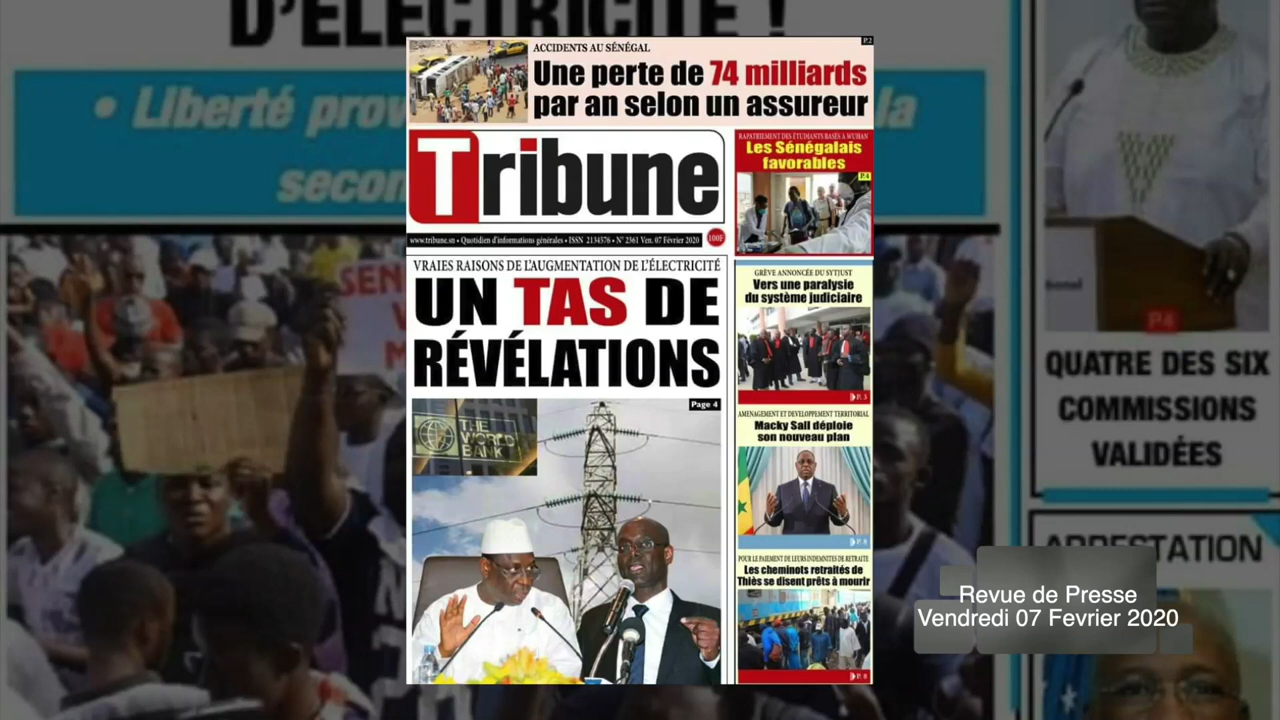 D'ÉLECTRICITÉ !
• Liberté prov
la
secon
SEN
P4
QUATRE DES SIX
COMMISSIONS
VALIDÉES
P2
ACCIDENTS AU SÉNÉGAL
Une perte de 74 milliards
par an selon un assureur
Tribune
www.tribune.sn • Quotidien d'informations générales • ISSN 2134576 • N° 2361 Ven. 07 Février 2020
100F
RAPATRIEMENT DES ÉTUDIANTS BASÉS A WUHAN
Les Sénégalais
favorables
P.4
VRAIES RAISONS DE L'AUGMENTATION DE L'ÉLECTRICITÉ
UN TAS DE
RÉVÉLATIONS
Page 4
THE
WORLD
BANK
GRÈVE ANNONCÉE DU SYTJUST
Vers une paralysie
du système judiciaire
P. 3
AMENAGEMENT ET DEVELOPPEMENT TERRITORIAL
Macky Sall déploie
son nouveau plan
P. 8
POUR LE PAIEMENT DE LEURS INDEMNITES DE RETRAITE
Les cheminots retraités de
Thiès se disent prêts à mourir
P. 8
Revue de Presse
Vendredi 07 Fevrier 2020